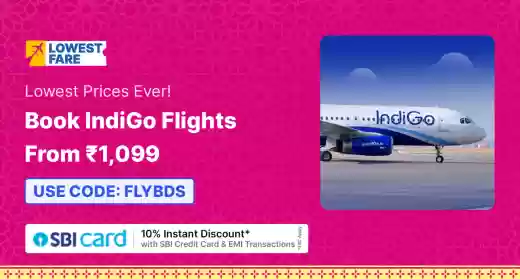 LOWEST
FARE
Lowest Prices Ever!
Book IndiGo Flights
From ₹1,099
USE CODE: FLYBDS
IndiGo
SBI card
10% Instant Discount*
with SBI Credit Card & EMI Transactions